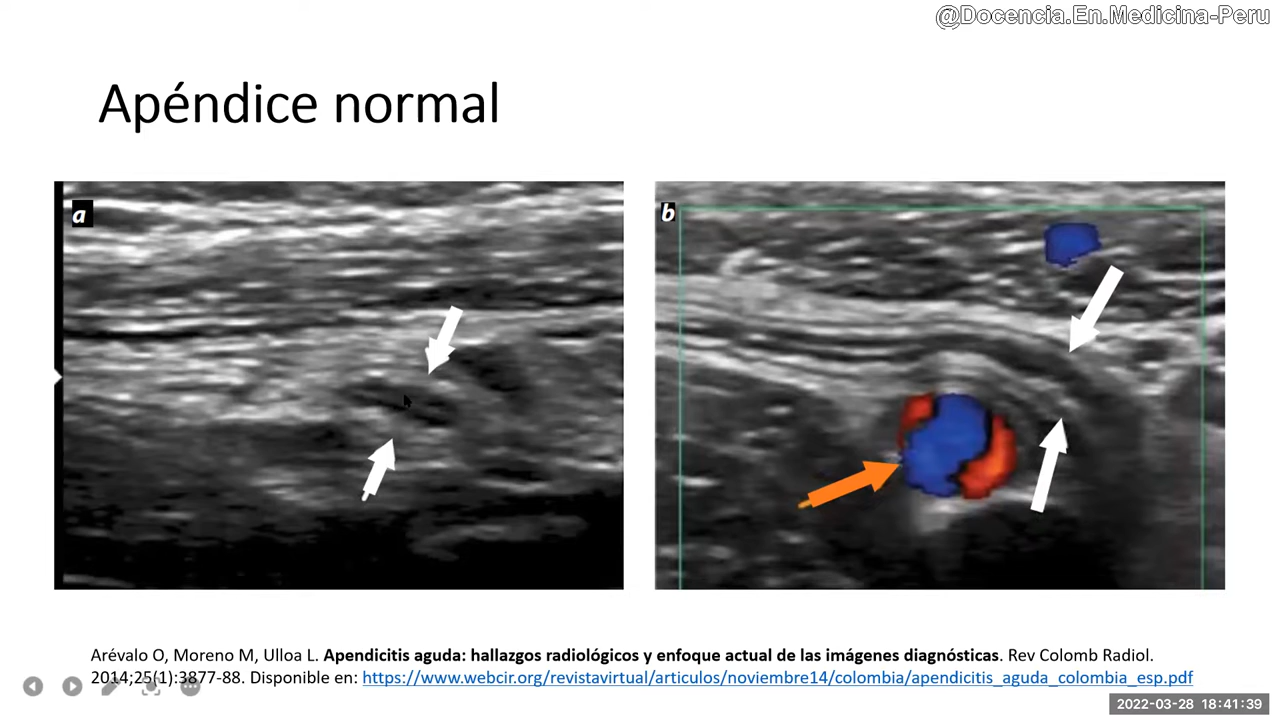 @Docencia.En.Medicina-Peru
Apéndice normal
a
b
Arévalo O, Moreno M, Ulloa L. Apendicitis aguda: hallazgos radiológicos y enfoque actual de las imágenes diagnósticas. Rev Colomb Radiol.
2014;25(1):3877-88. Disponible en: https://www.webcir.org/revistavirtual/articulos/noviembre14/colombia/apendicitis_aguda_colombia_esp.pdf
2022-03-28 18:41:39